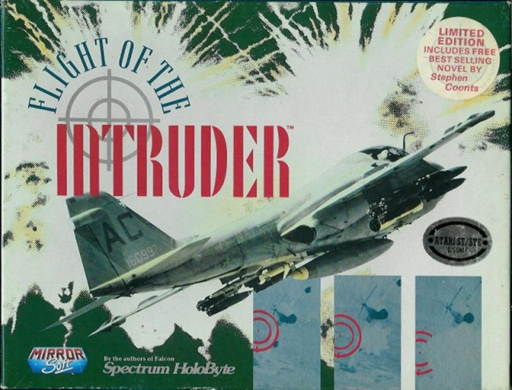 FLIGHT OF THE
INTRUDER™
LIMITED
EDITION
INCLUDES FREE
BEST SELLING
NOVEL BY
Stephen
Coonts
AC
ATARI ST/STE
MIRROR
Soft
By the authors of Falcon
Spectrum HoloByte